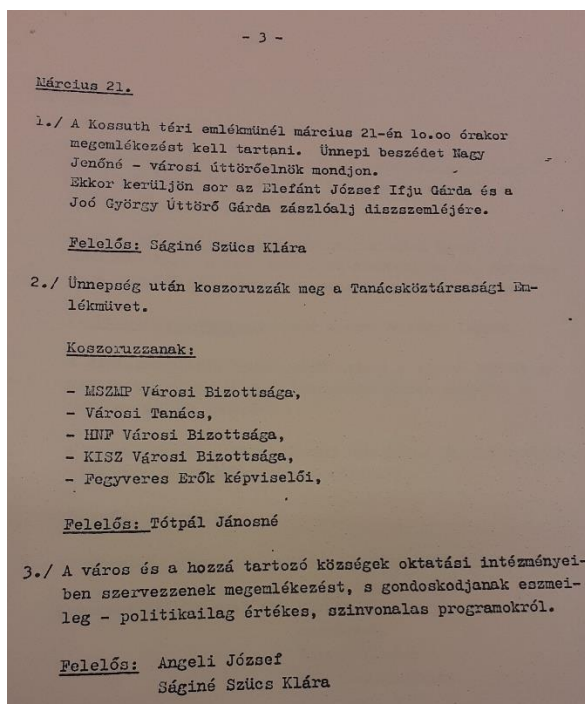 - 3 -
Március 21.
1./ A Kossuth téri emlékműnél március 21-én lo.oo órakor
megemlékezést kell tartani. Ünnepi beszédet Nagy
Jenőné - városi úttörőelnök mondjon.
Ekkor kerüljön sor az Elefánt József Ifju Gárda és a
Joó György Úttörő Gárda zászlóalj diszszemléjére.
Felelős: Ságiné Szücs Klára
2./ Ünnepség után koszoruzzák meg a Tanácsköztársasági Em-
lékmüvet.
Koszoruzzanak:
- MSZMP Városi Bizottsága,
- Városi Tanács,
- HNF Városi Bizottsága,
- KISZ Városi Bizottsága,
- Fegyveres Erők képviselői,
Felelős: Tótpál Jánosné
3./ A város és a hozzá tartozó községek oktatási intézményei-
ben szervezzenek megemlékezést, s gondoskodjanak eszmei-
leg - politikailag értékes, szinvonalas programokról.
Felelős: Angeli József
Ságiné Szücs Klára